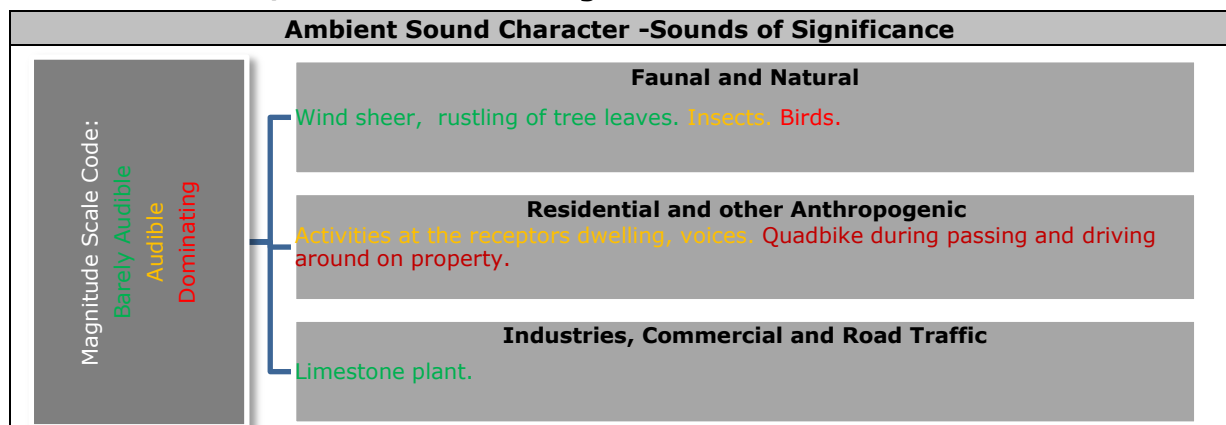 Ambient Sound Character -Sounds of Significance
Magnitude Scale Code:
Barely Audible
Audible
Dominating
Faunal and Natural
Wind sheer, rustling of tree leaves. Insects. Birds.
Residential and other Anthropogenic
Activities at the receptors dwelling, voices. Quadbike during passing and driving
around on property.
Industries, Commercial and Road Traffic
Limestone plant.